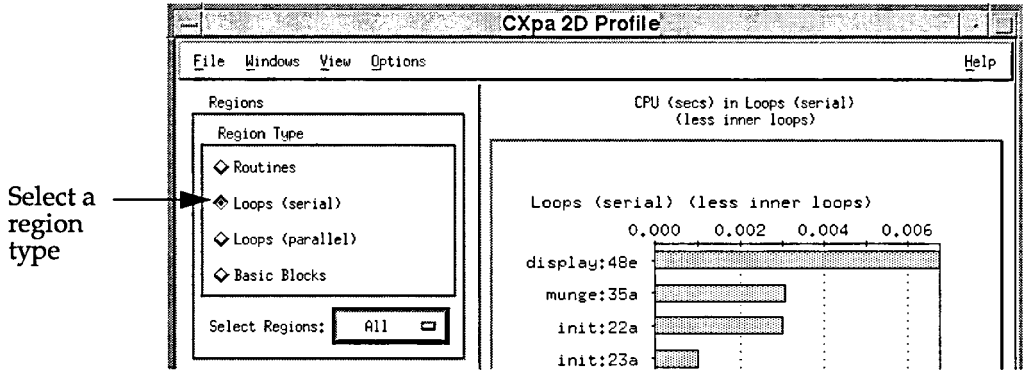 CXpa 2D Profile
File Windows View Options Help
Regions
Region Type
Routines
Loops (serial)
Loops (parallel)
Basic Blocks
Select Regions: All
Select a
region
type
CPU (secs) in Loops (serial)
(less inner loops)
Loops (serial) (less inner loops)
0.000 0.002 0.004 0.006
display:48e
munge:35a
init:22a
init:23a